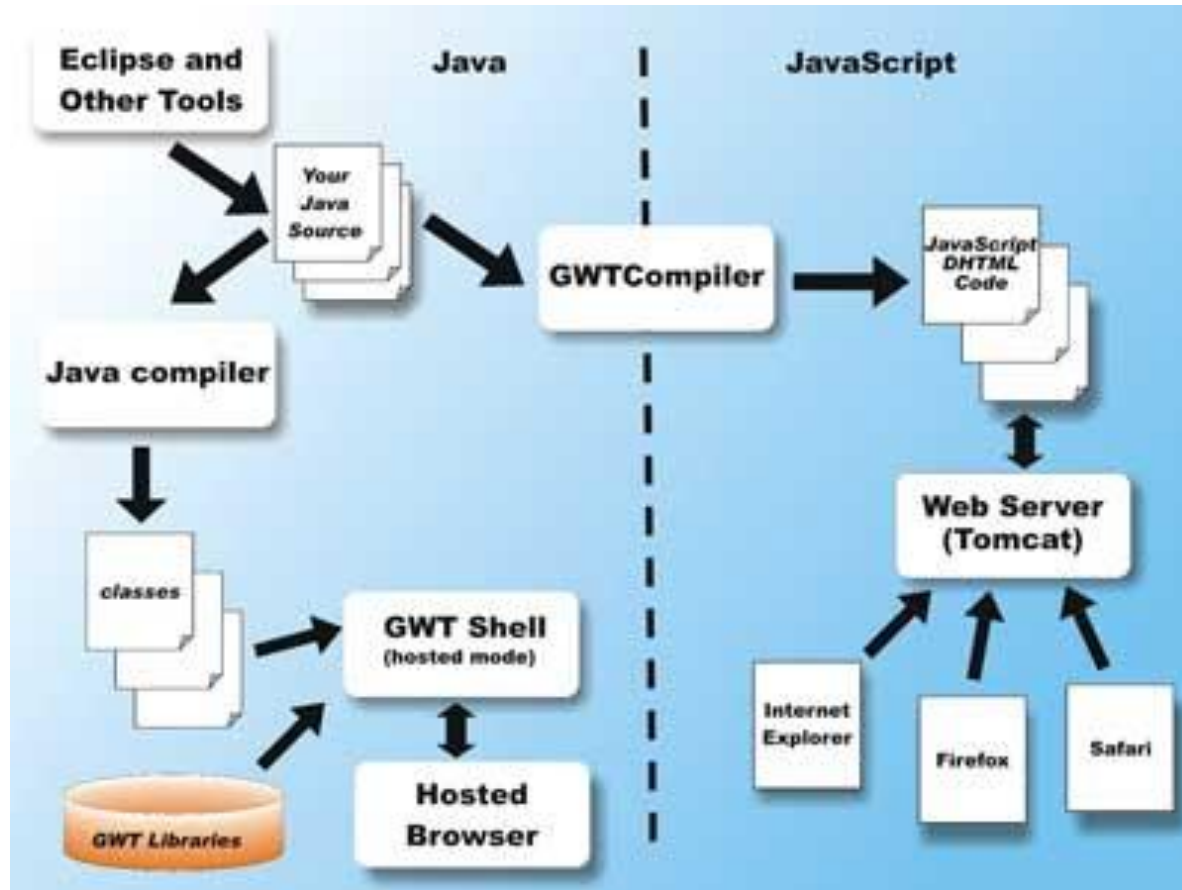 Eclipse and
Other Tools
Java
JavaScript
Your
Java
Source
GWTCompiler
JavaScript
DHTML
Code
Java compiler
Web Server
(Tomcat)
classes
GWT Shell
(hosted mode)
Internet
Explorer
Firefox
Safari
Hosted
Browser
GWT Libraries